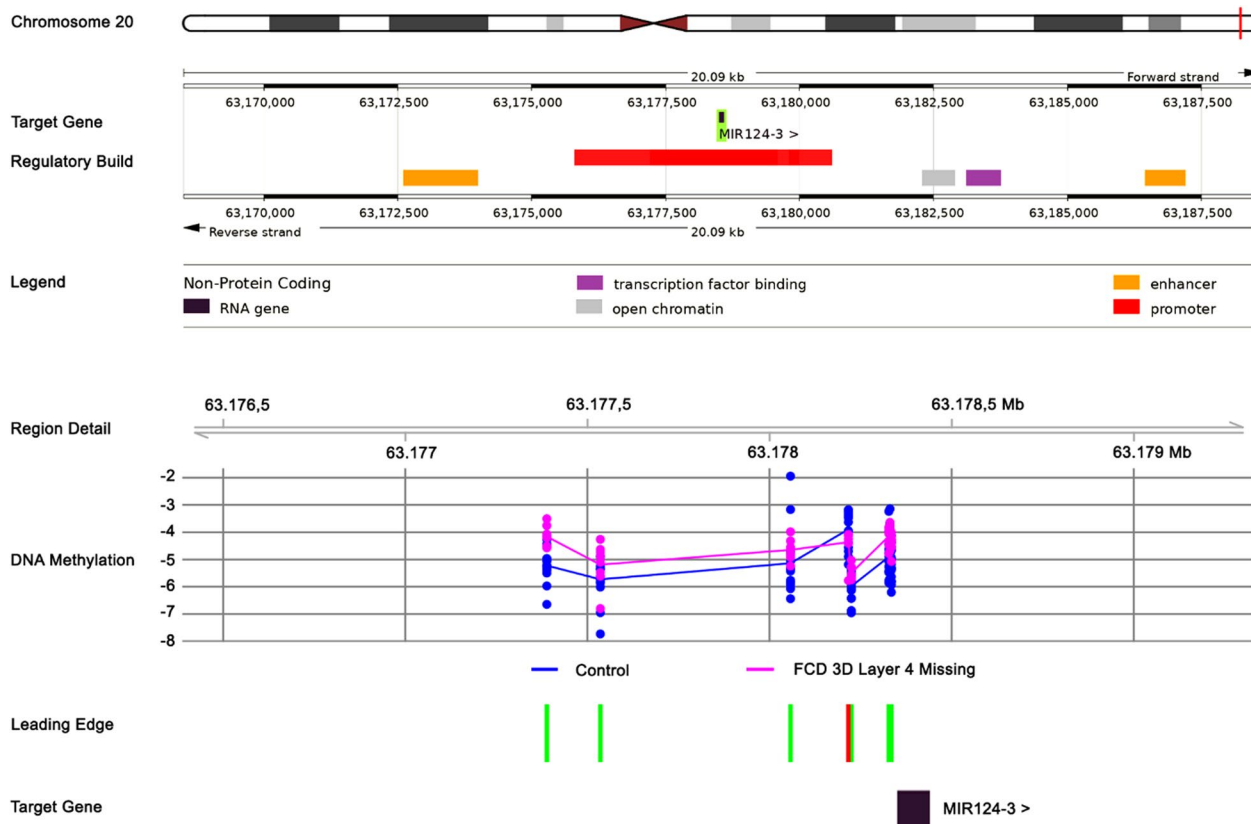 Chromosome 20
20.09 kb
Forward strand
63,170,000 63,172,500 63,175,000 63,177,500 63,180,000 63,182,500 63,185,000 63,187,500
Target Gene
MIR124-3 >
Regulatory Build
63,170,000 63,172,500 63,175,000 63,177,500 63,180,000 63,182,500 63,185,000 63,187,500
Reverse strand
20.09 kb
Legend
Non-Protein Coding
RNA gene
transcription factor binding
open chromatin
enhancer
promoter
63.176,5 63.177,5 63.178,5 Mb
Region Detail
63.177 63.178 63.179 Mb
-2
-3
-4
DNA Methylation
-5
-6
-7
-8
Control
FCD 3D Layer 4 Missing
Leading Edge
Target Gene
MIR124-3 >